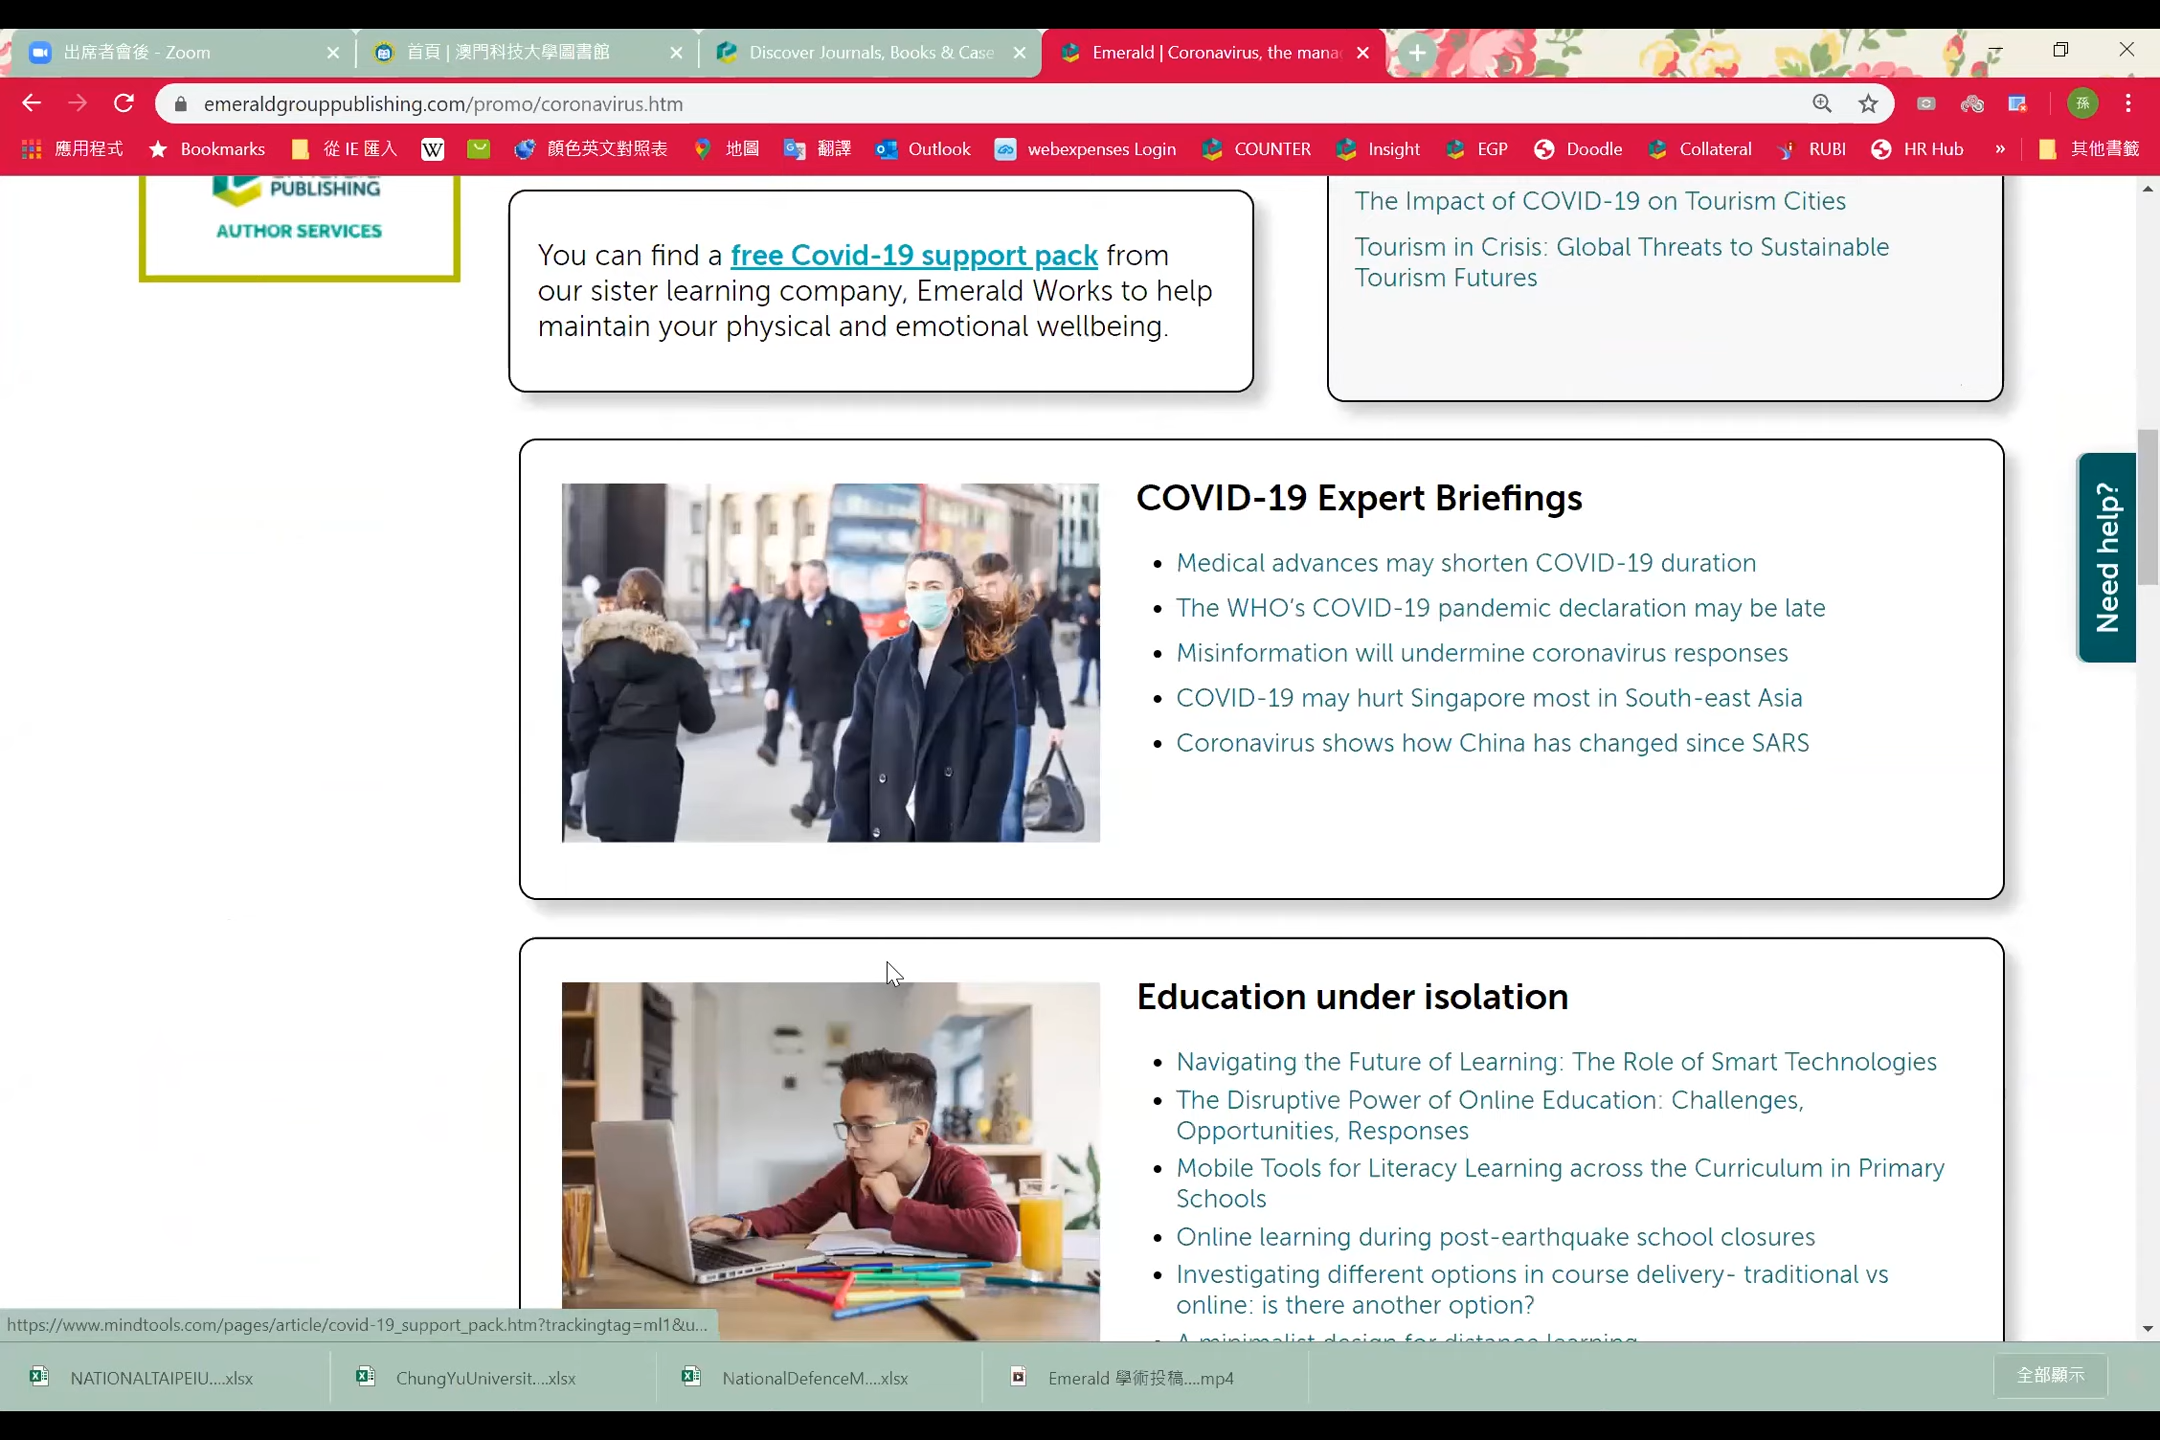 出席者會後 - Zoom
首頁 | 澳門科技大學圖書館
Discover Journals, Books & Case
Emerald | Coronavirus, the mana
emeraldgrouppublishing.com/promo/coronavirus.htm
孫
應用程式
Bookmarks
從 IE 匯入
W
顏色英文對照表
地圖
翻譯
Outlook
webexpenses Login
COUNTER
Insight
EGP
Doodle
Collateral
RUBI
HR Hub
»
其他書籤
PUBLISHING
AUTHOR SERVICES
You can find a free Covid-19 support pack from
our sister learning company, Emerald Works to help
maintain your physical and emotional wellbeing.
The Impact of COVID-19 on Tourism Cities
Tourism in Crisis: Global Threats to Sustainable
Tourism Futures
COVID-19 Expert Briefings
• Medical advances may shorten COVID-19 duration
• The WHO’s COVID-19 pandemic declaration may be late
• Misinformation will undermine coronavirus responses
• COVID-19 may hurt Singapore most in South-east Asia
• Coronavirus shows how China has changed since SARS
Need help?
Education under isolation
• Navigating the Future of Learning: The Role of Smart Technologies
• The Disruptive Power of Online Education: Challenges,
Opportunities, Responses
• Mobile Tools for Literacy Learning across the Curriculum in Primary
Schools
• Online learning during post-earthquake school closures
• Investigating different options in course delivery- traditional vs
online: is there another option?
• A minimalist design for distance learning
https://www.mindtools.com/pages/article/covid-19_support_pack.htm?trackingtag=ml1&u...
NATIONALTAIPEIU....xlsx
ChungYuUniversit....xlsx
NationalDefenceM....xlsx
Emerald 學術投稿....mp4
全部顯示